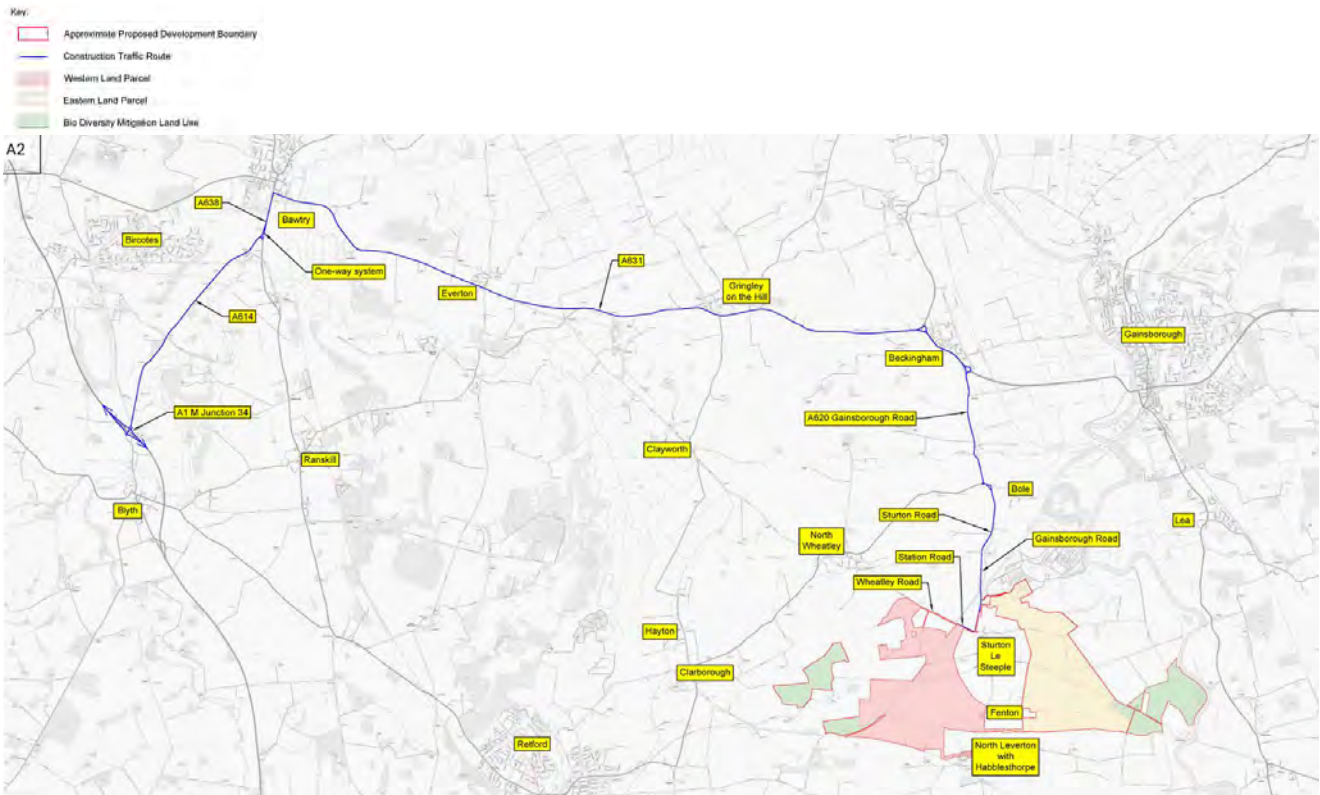 Key:
Approximate Proposed Development Boundary
Construction Traffic Route
Western Land Parcel
Eastern Land Parcel
Bio Diversity Mitigation Land Use
A2
A638
Bawtry
Bircotes
One-way system
A631
Everton
Gringley
on the Hill
A614
Gainsborough
Beckingham
A1 M Junction 34
A620 Gainsborough Road
Clayworth
Ranskill
Bole
Blyth
Sturton Road
Lea
North
Wheatley
Gainsborough Road
Station Road
Wheatley Road
Hayton
Sturton
Le
Steeple
Clarborough
Fenton
Retford
North Leverton
with
Habblesthorpe